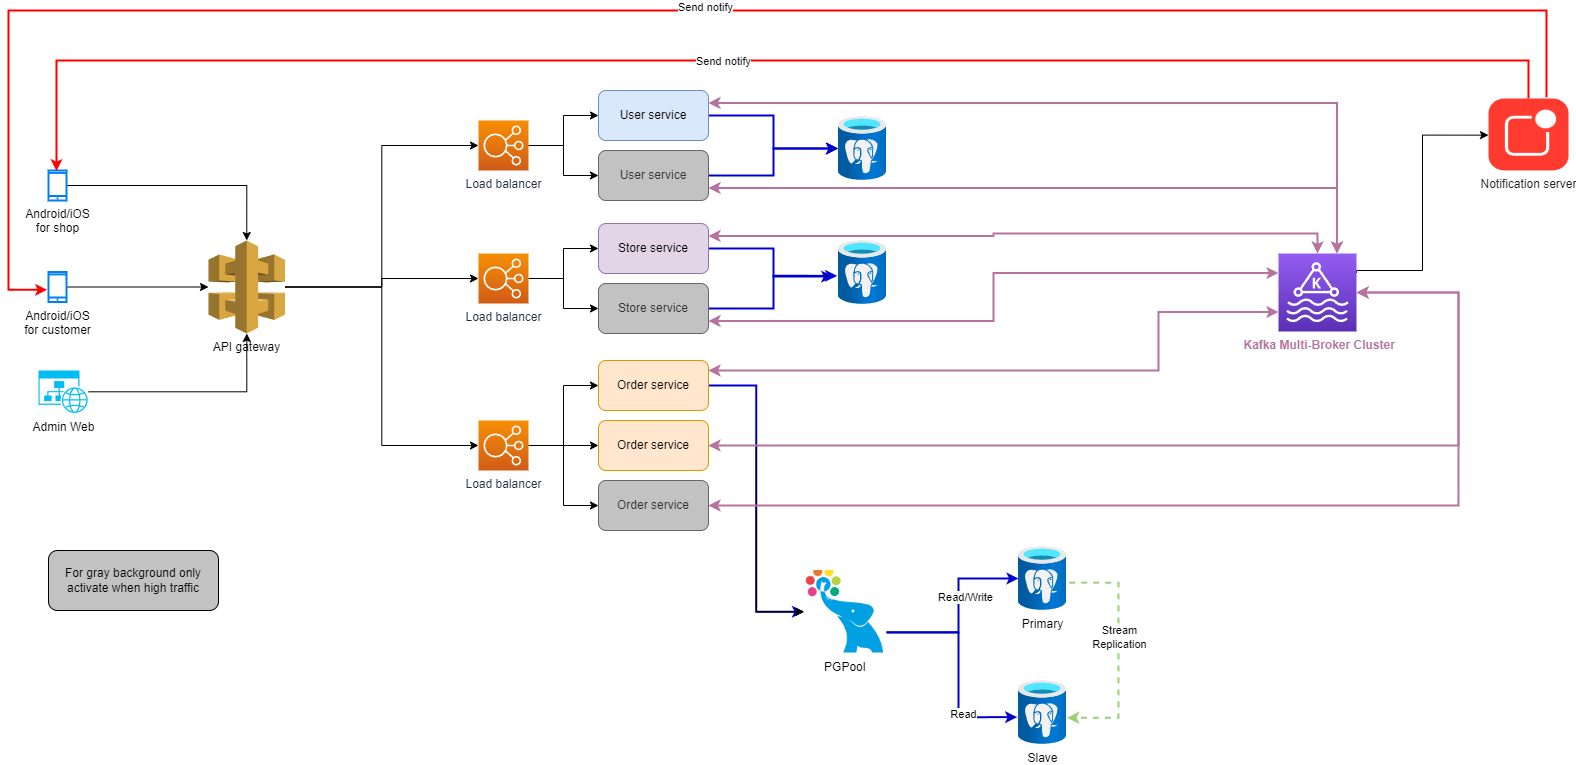 Send notify
Send notify
User service
User service
Load balancer
Notification server
Android/iOS
for shop
Store service
Store service
Load balancer
K
Android/iOS
for customer
API gateway
Kafka Multi-Broker Cluster
Admin Web
Order service
Order service
Order service
Load balancer
For gray background only
activate when high traffic
Read/Write
Primary
Stream
Replication
PGPool
Read
Slave